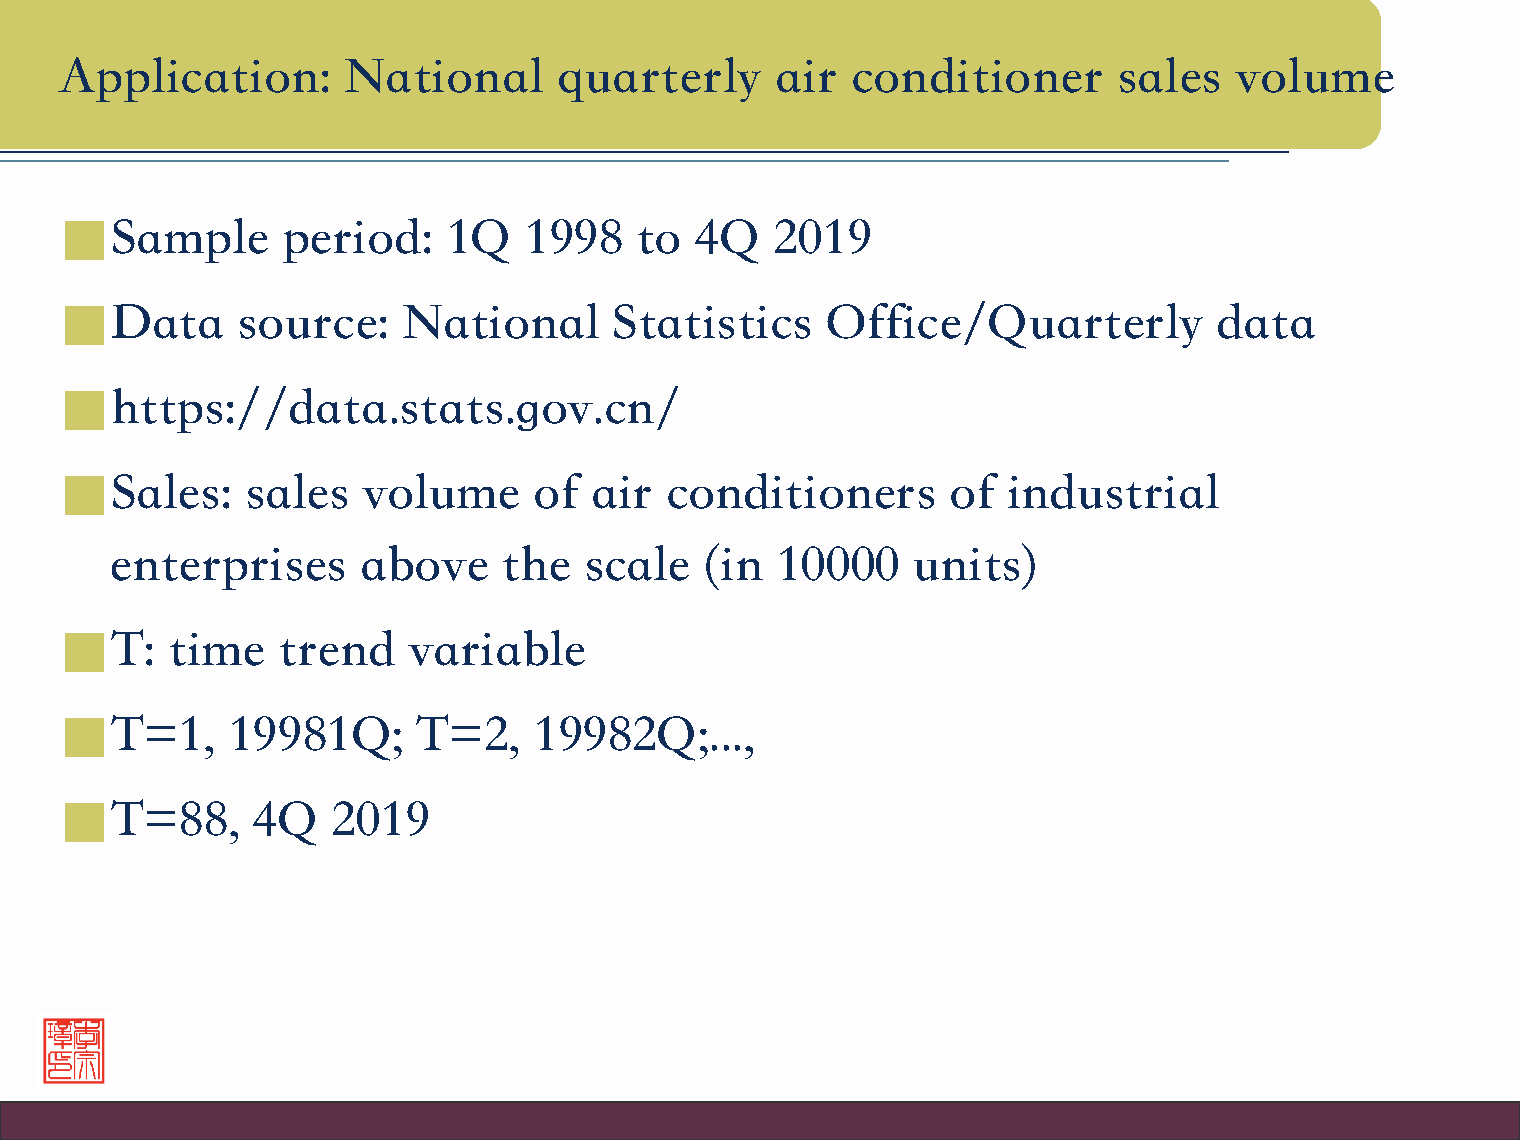 Application: National quarterly air conditioner sales volume
Sample period: 1Q 1998 to 4Q 2019
Data source: National Statistics Office/Quarterly data
https://data.stats.gov.cn/
Sales: sales volume of air conditioners of industrial
enterprises above the scale (in 10000 units)
T: time trend variable
T=1, 19981Q; T=2, 19982Q;...,
T=88, 4Q 2019